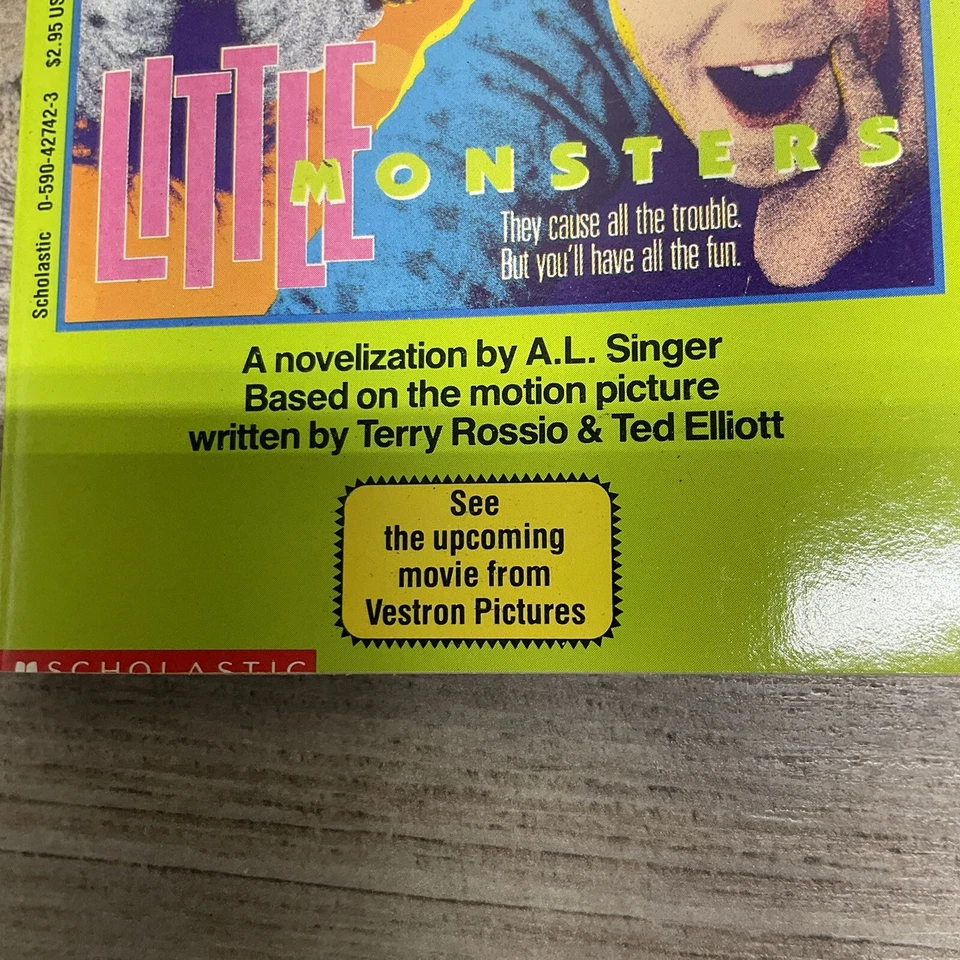 Scholastic 0-590-42742-3 $2.95 US
LITTLE
MONSTERS
They cause all the trouble.
But you'll have all the fun.
A novelization by A.L. Singer
Based on the motion picture
written by Terry Rossio & Ted Elliott
See
the upcoming
movie from
Vestron Pictures
SCHOLASTIC